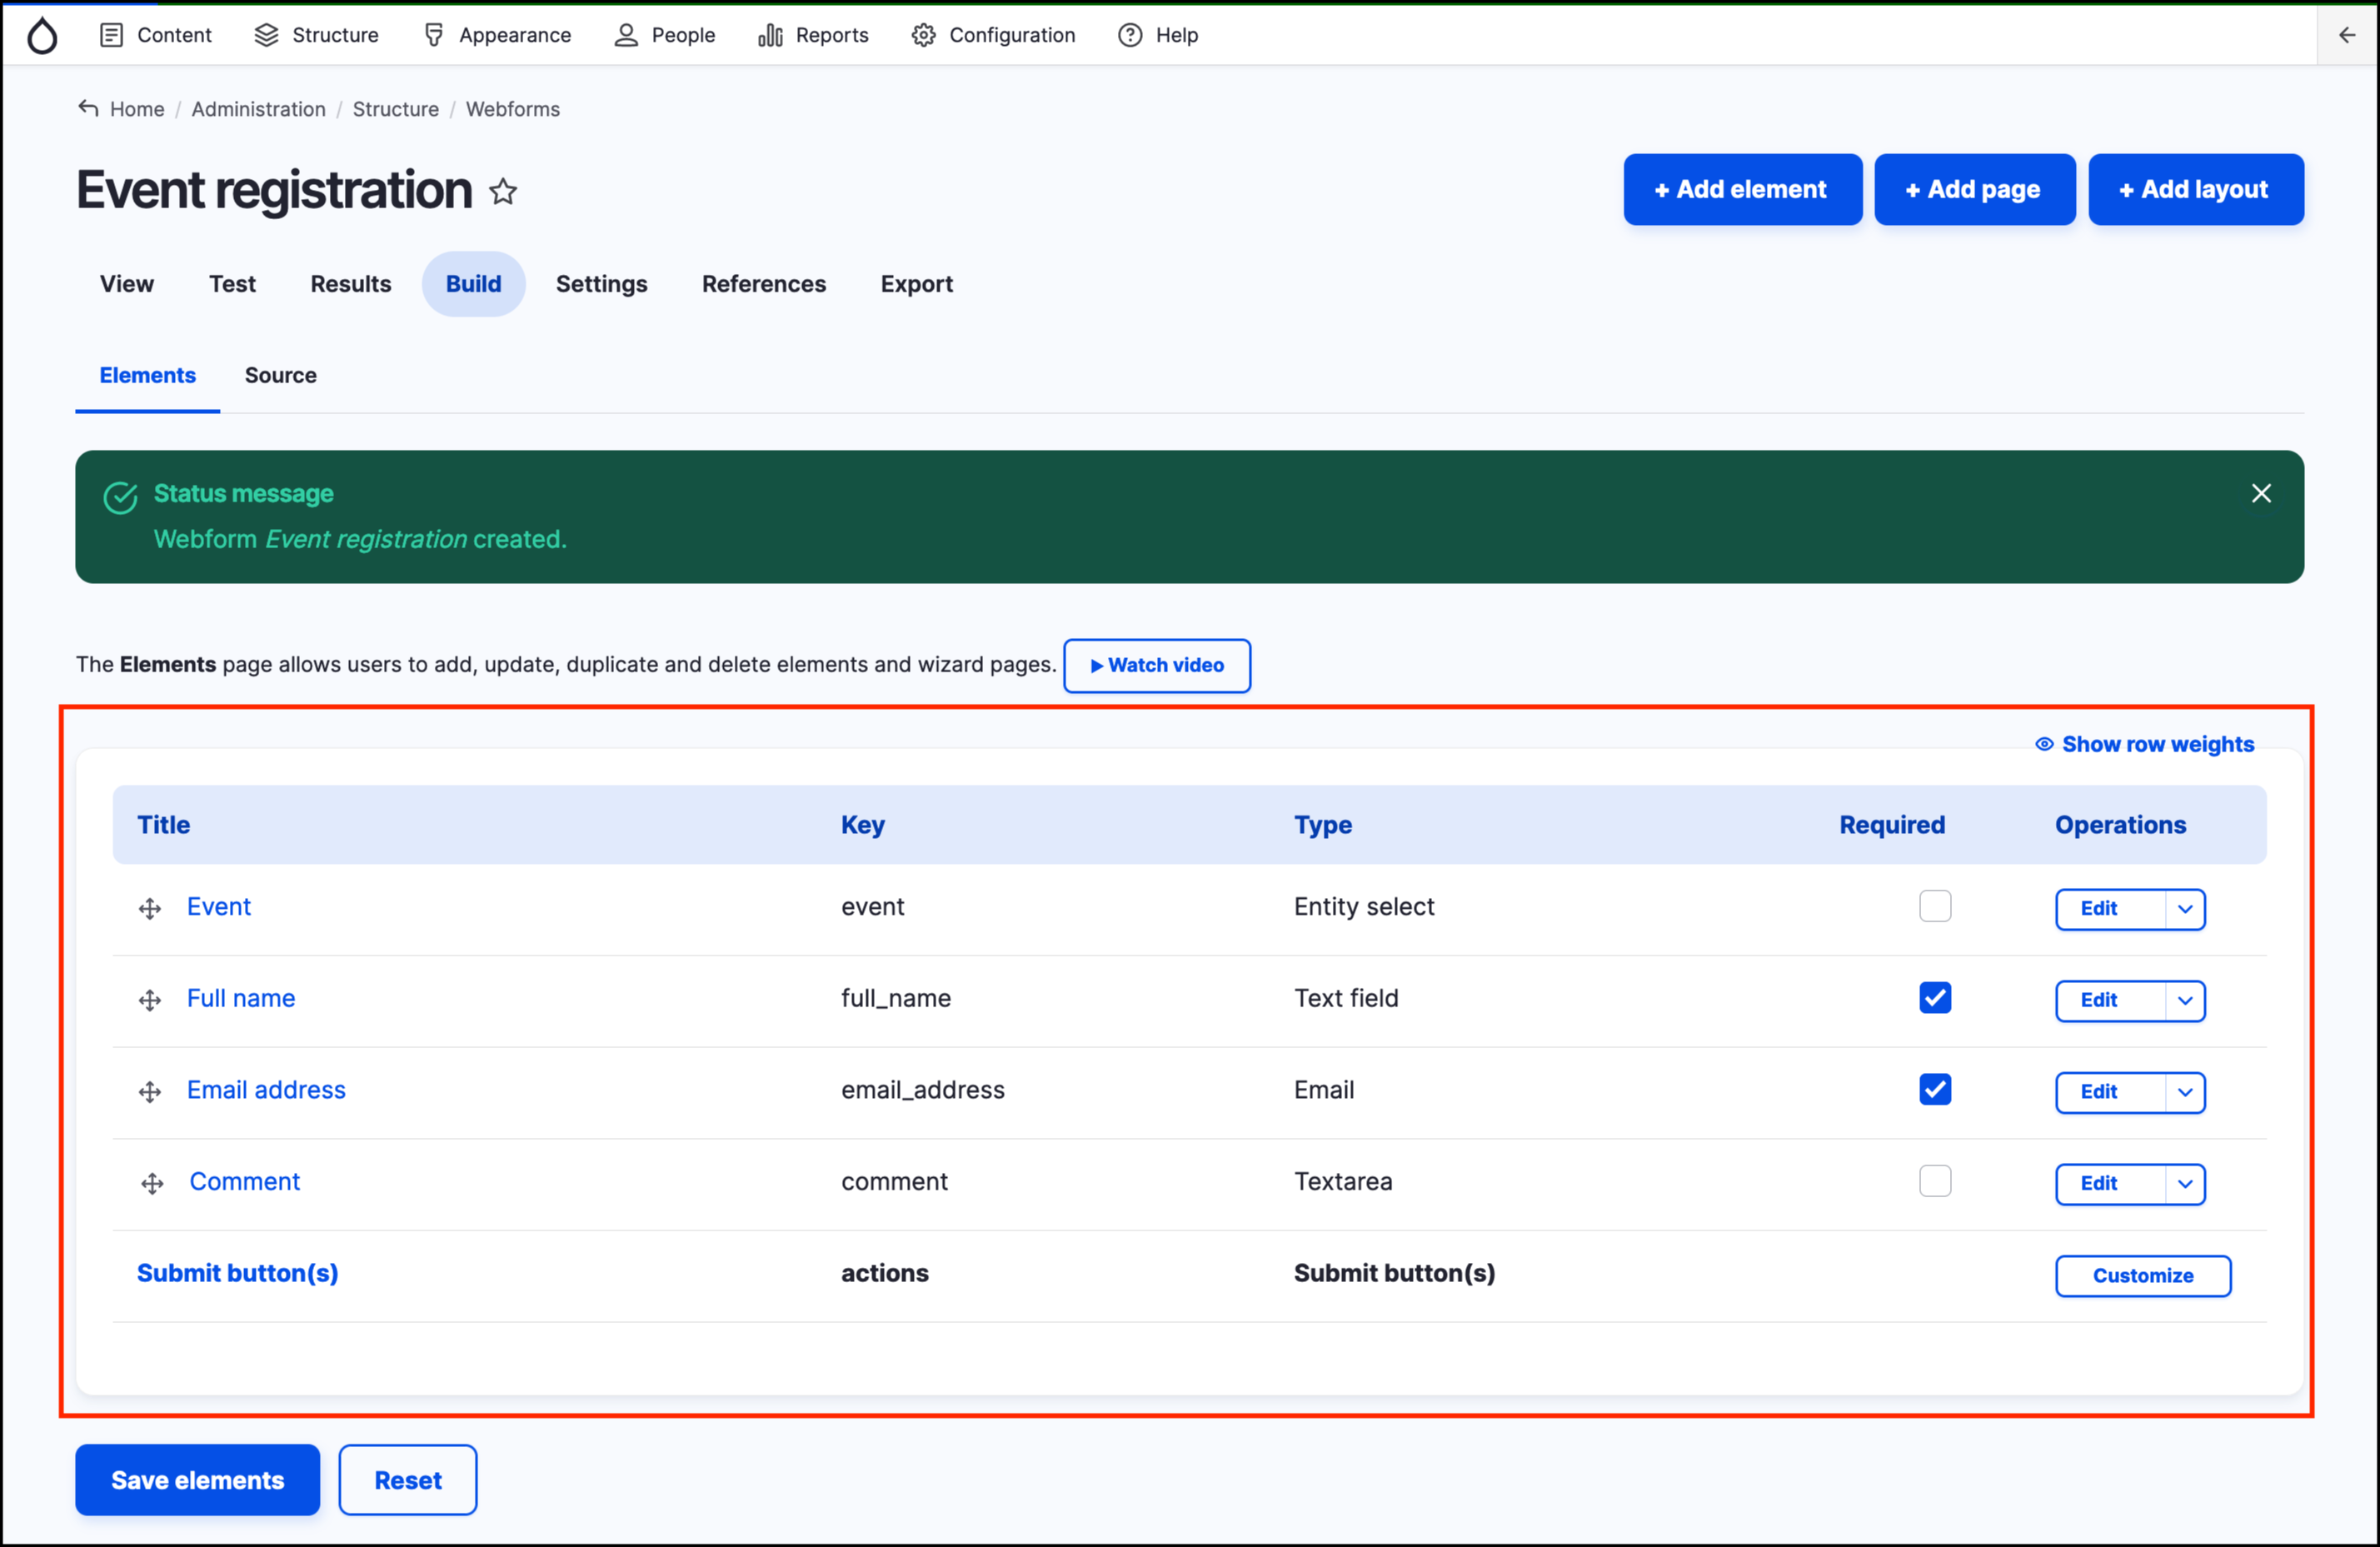 Content Structure Appearance People Reports Configuration Help
Home / Administration / Structure / Webforms
Event registration
+ Add element + Add page + Add layout
View Test Results Build Settings References Export
Elements Source
Status message
Webform Event registration created.
The Elements page allows users to add, update, duplicate and delete elements and wizard pages. Watch video
Show row weights
Title Key Type Required Operations
Event event Entity select Edit
Full name full_name Text field Edit
Email address email_address Email Edit
Comment comment Textarea Edit
Submit button(s) actions Submit button(s) Customize
Save elements Reset